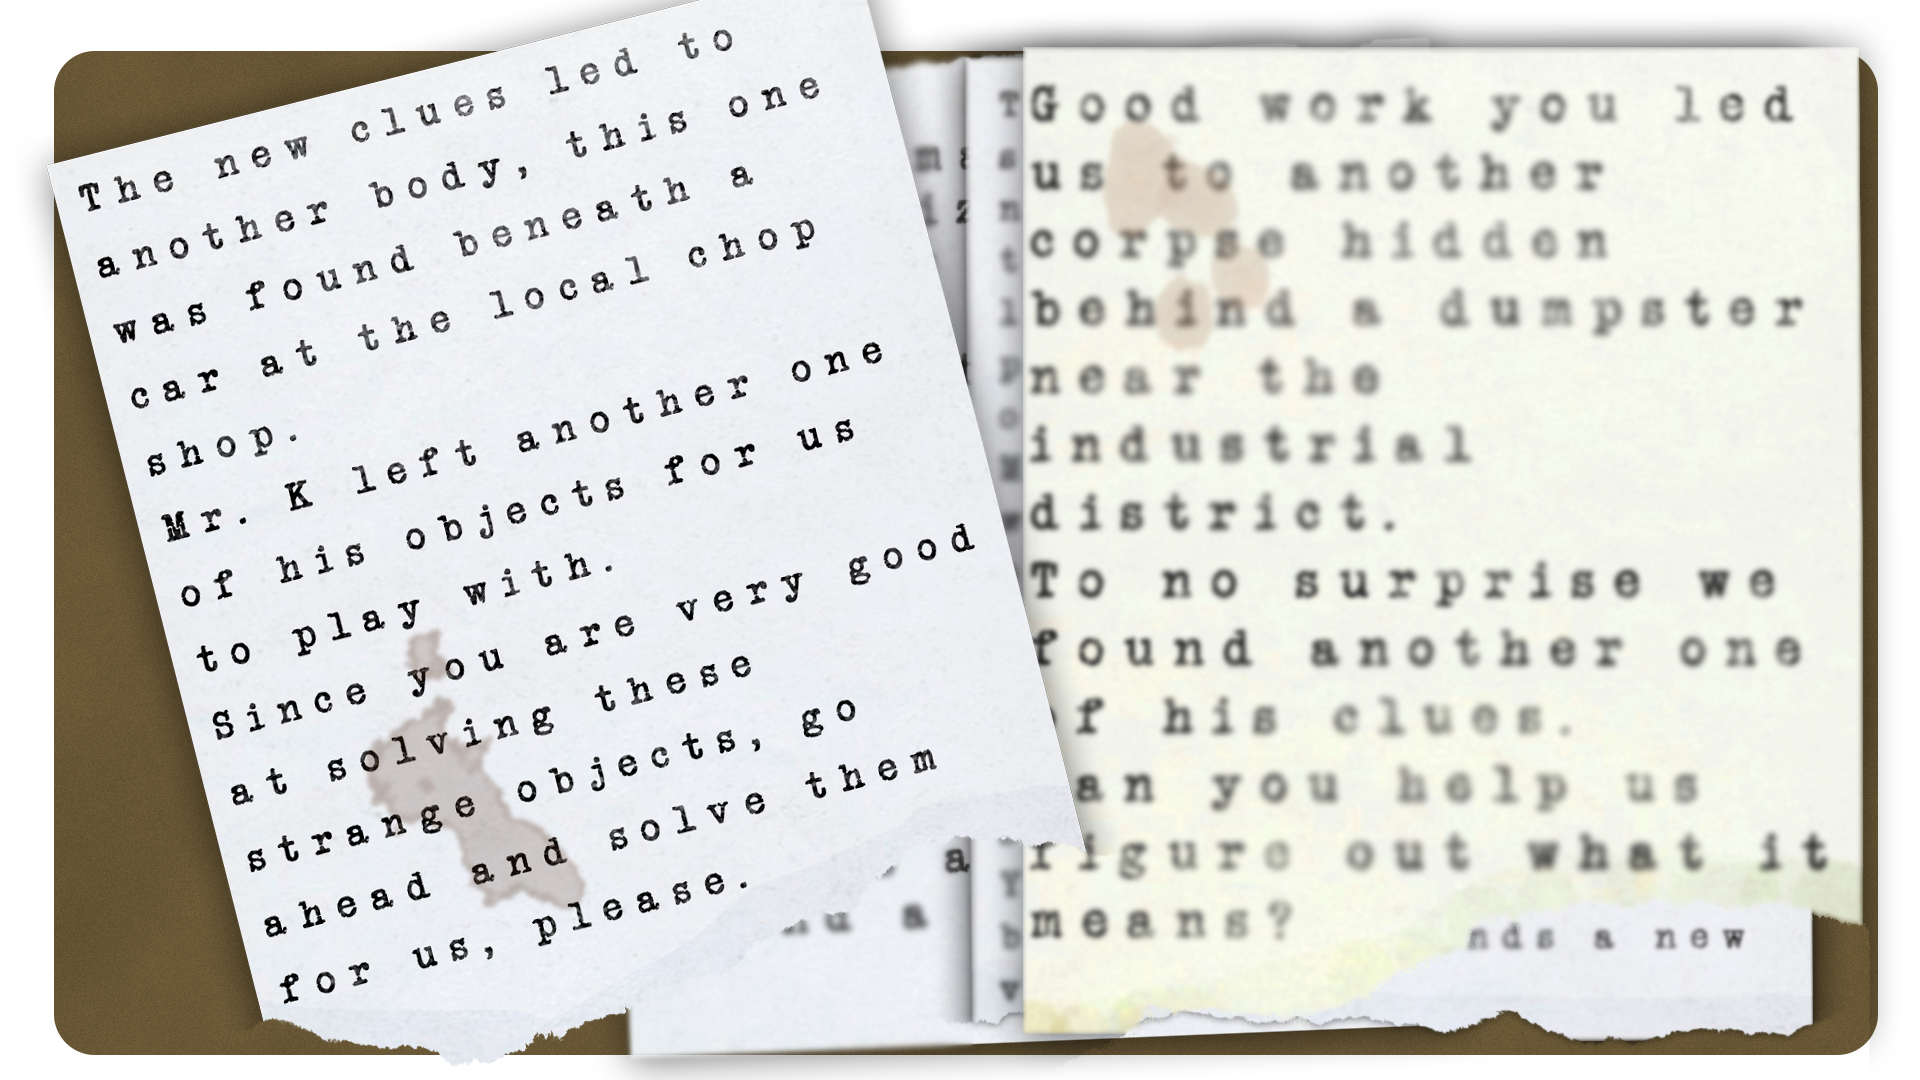 The new clues led to
another body, this one
was found beneath a
car at the local chop
shop.
Mr. K left another one
of his objects for us
to play with.
Since you are very good
at solving these
strange objects, go
ahead and solve them
for us, please.
Good work you led
us to another
corpse hidden
behind a dumpster
near the
industrial
district.
To no surprise we
found another one
of his clues.
an you help us
figure out what it
means?
nds a new